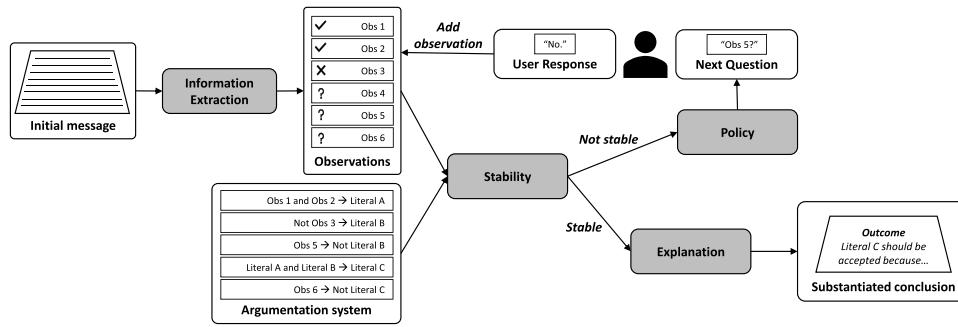 Initial message
Information
Extraction
Obs 1
Obs 2
Obs 3
Obs 4
Obs 5
Obs 6
Observations
Add
observation
“No.”
User Response
“Obs 5?”
Next Question
Policy
Not stable
Stability
Stable
Obs 1 and Obs 2 → Literal A
Not Obs 3 → Literal B
Obs 5 → Not Literal B
Literal A and Literal B → Literal C
Obs 6 → Not Literal C
Argumentation system
Explanation
Outcome
Literal C should be
accepted because…
Substantiated conclusion